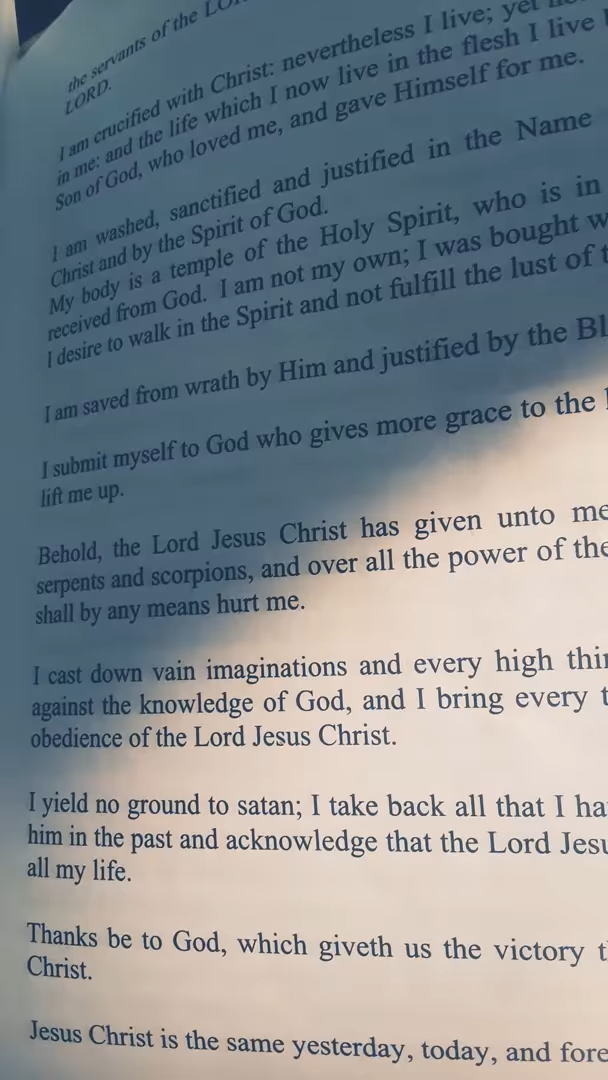 the servants of the
LORD.
I am crucified with Christ: nevertheless I live; yet
in me: and the life which I now live in the flesh I live
Son of God, who loved me, and gave Himself for me.
I am washed, sanctified and justified in the Name
Christ and by the Spirit of God.
My body is a temple of the Holy Spirit, who is in
received from God. I am not my own; I was bought
I desire to walk in the Spirit and not fulfill the lust of
I am saved from wrath by Him and justified by the
I submit myself to God who gives more grace to the
lift me up.
Behold, the Lord Jesus Christ has given unto me
serpents and scorpions, and over all the power of the
shall by any means hurt me.
I cast down vain imaginations and every high
against the knowledge of God, and I bring every
obedience of the Lord Jesus Christ.
I yield no ground to satan; I take back all that I
him in the past and acknowledge that the Lord
all my life.
Thanks be to God, which giveth us the victory
Christ.
Jesus Christ is the same yesterday, today, and